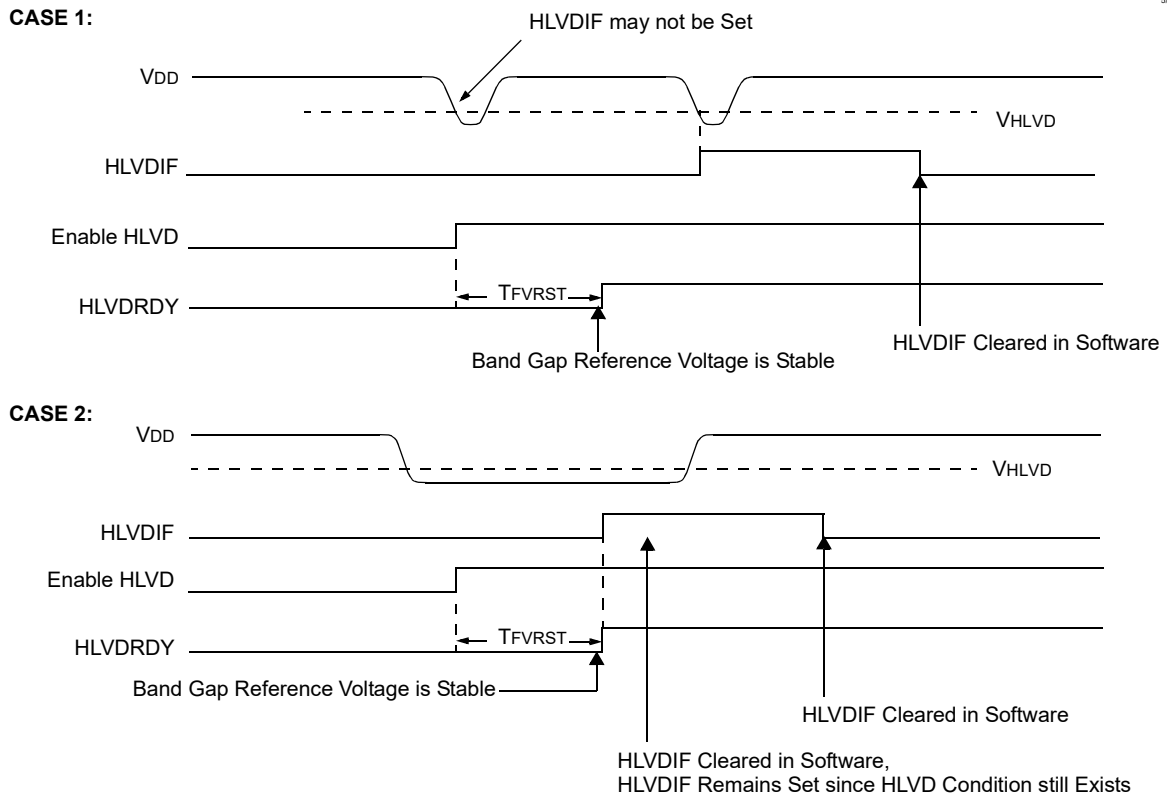 CASE 1:
HLVDIF may not be Set
VDD
VHLVD
HLVDIF
Enable HLVD
TFVRST
HLVDRDY
HLVDIF Cleared in Software
Band Gap Reference Voltage is Stable
CASE 2:
VDD
VHLVD
HLVDIF
Enable HLVD
TFVRST
HLVDRDY
Band Gap Reference Voltage is Stable
HLVDIF Cleared in Software
HLVDIF Cleared in Software,
HLVDIF Remains Set since HLVD Condition still Exists